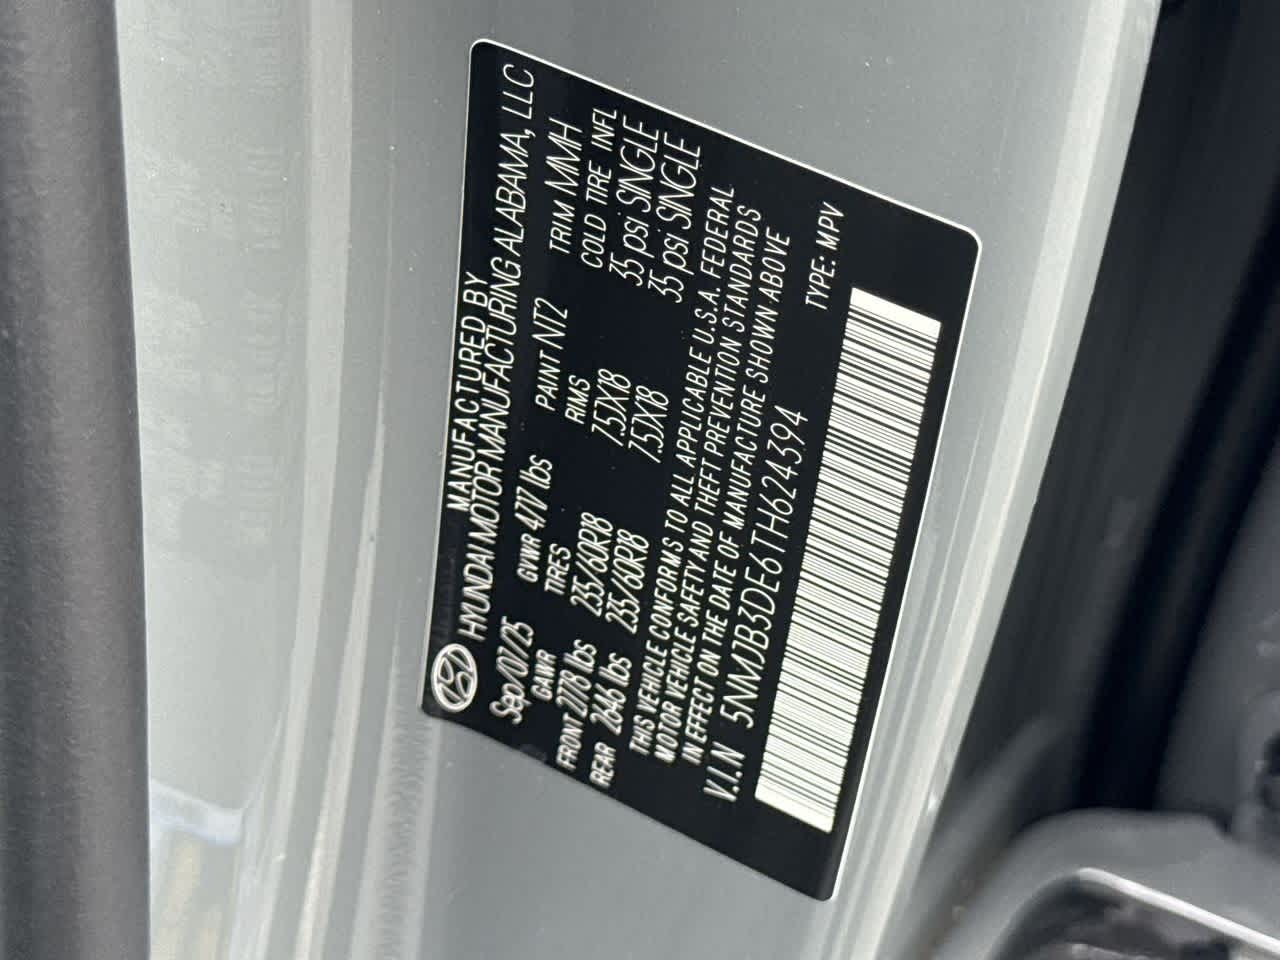 MANUFACTURED BY
HYUNDAI MOTOR MANUFACTURING ALABAMA, LLC
Sep/07/25 GVWR 4717 lbs PAINT NT2 TRIM MMH
GAWR TIRES RIMS COLD TIRE INFL
FRONT 2778 lbs 235/60R18 7.5JX18 35 psi SINGLE
REAR 2646 lbs 235/60R18 7.5JX18 35 psi SINGLE
THIS VEHICLE CONFORMS TO ALL APPLICABLE U.S.A. FEDERAL
MOTOR VEHICLE SAFETY AND THEFT PREVENTION STANDARDS
IN EFFECT ON THE DATE OF MANUFACTURE SHOWN ABOVE
V.I.N 5NMJB3DE6TH624394 TYPE: MPV